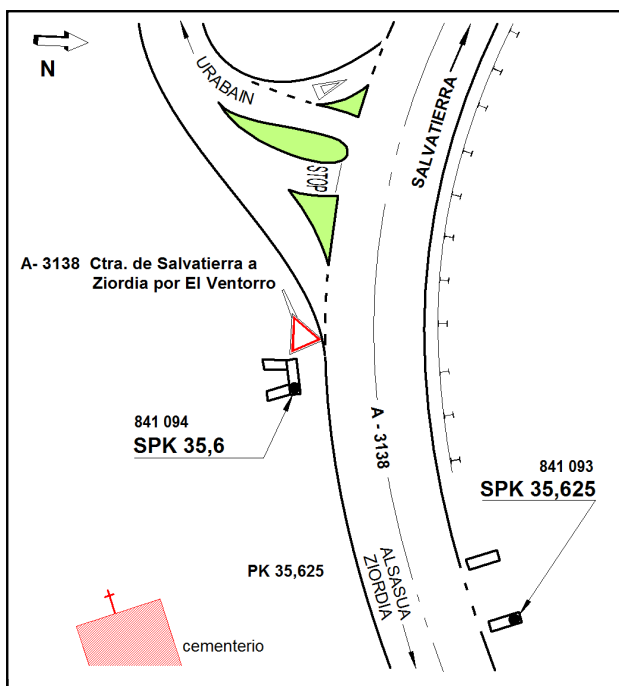 N
URABAIN
SALVATIERRA
STOP
A- 3138 Ctra. de Salvatierra a
Ziordia por El Ventorro
841 094
SPK 35,6
A - 3138
841 093
SPK 35,625
PK 35,625
ALSASUA
ZIORDIA
cementerio